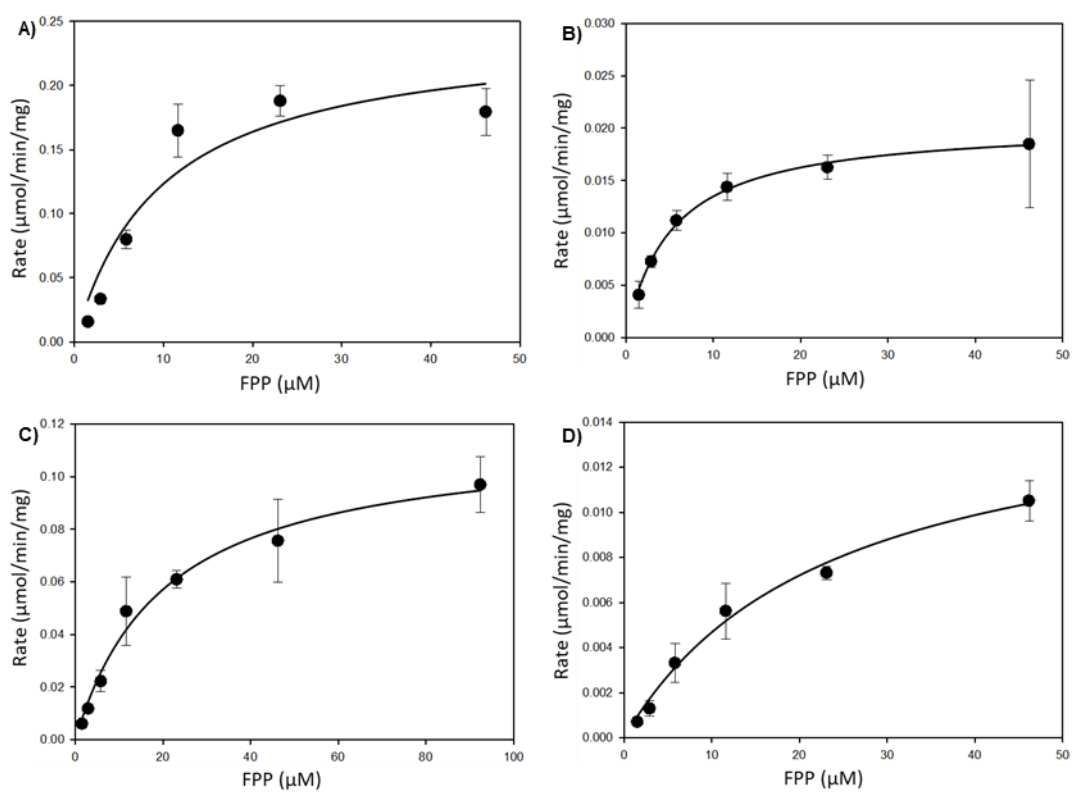 A)
Rate (µmol/min/mg)
0.25
0.20
0.15
0.10
0.05
0.00
0 10 20 30 40 50
FPP (µM)
B)
Rate (µmol/min/mg)
0.030
0.025
0.020
0.015
0.010
0.005
0.000
0 10 20 30 40 50
FPP (µM)
C)
Rate (µmol/min/mg)
0.12
0.10
0.08
0.06
0.04
0.02
0.00
0 20 40 60 80 100
FPP (µM)
D)
Rate (µmol/min/mg)
0.014
0.012
0.010
0.008
0.006
0.004
0.002
0.000
0 10 20 30 40 50
FPP (µM)